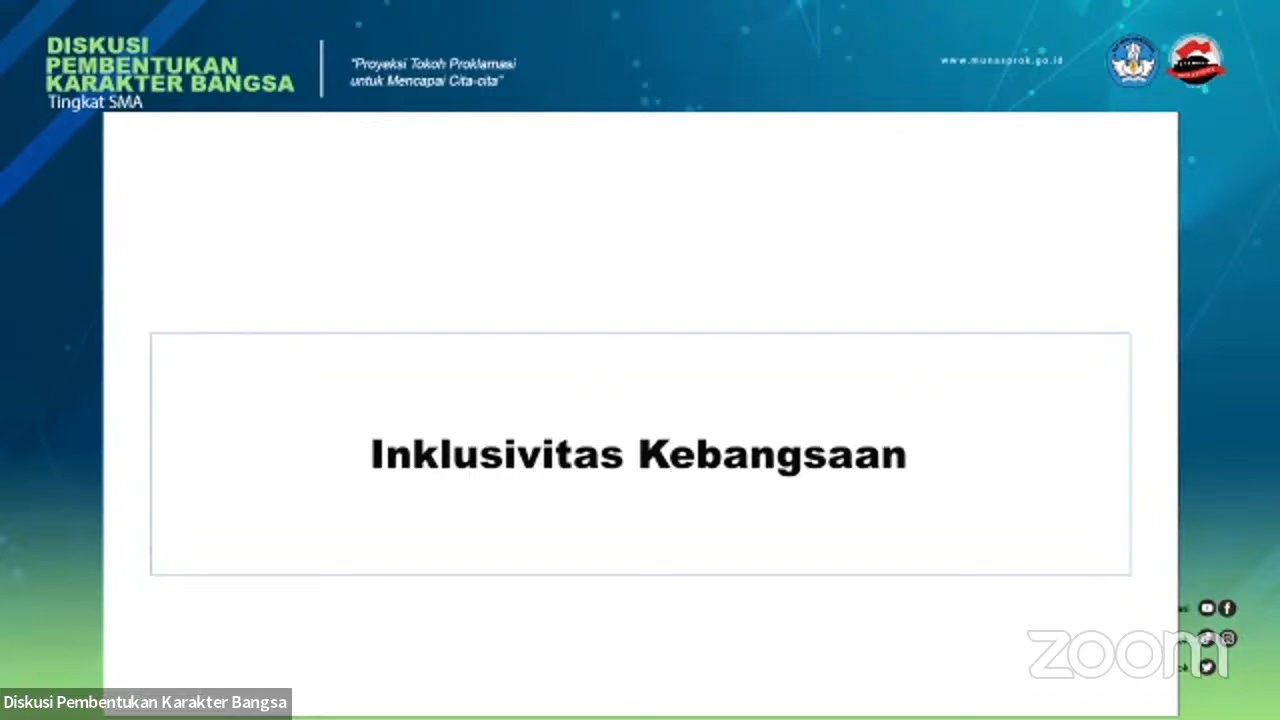 DISKUSI
PEMBENTUKAN
KARAKTER BANGSA
Tingkat SMA
"Proyeksi Tokoh Proklamasi
untuk Mencapai Cita-cita"
www.munasprok.go.id
Inklusivitas Kebangsaan
zoom
Diskusi Pembentukan Karakter Bangsa